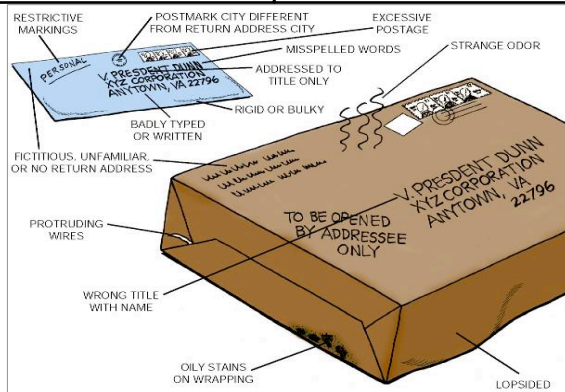 RESTRICTIVE
MARKINGS
POSTMARK CITY DIFFERENT
FROM RETURN ADDRESS CITY
EXCESSIVE
POSTAGE
MISSPELLED WORDS
STRANGE ODOR
PERSONAL
V. PRESDENT DUNN
XYZ CORPORATION
ANYTOWN, VA 22796
ADDRESSED TO
TITLE ONLY
RIGID OR BULKY
BADLY TYPED
OR WRITTEN
FICTITIOUS, UNFAMILIAR,
OR NO RETURN ADDRESS
V. PRESDENT DUNN
XYZ CORPORATION
ANYTOWN, VA
22796
TO BE OPENED
BY ADDRESSEE
ONLY
PROTRUDING
WIRES
WRONG TITLE
WITH NAME
OILY STAINS
ON WRAPPING
LOPSIDED